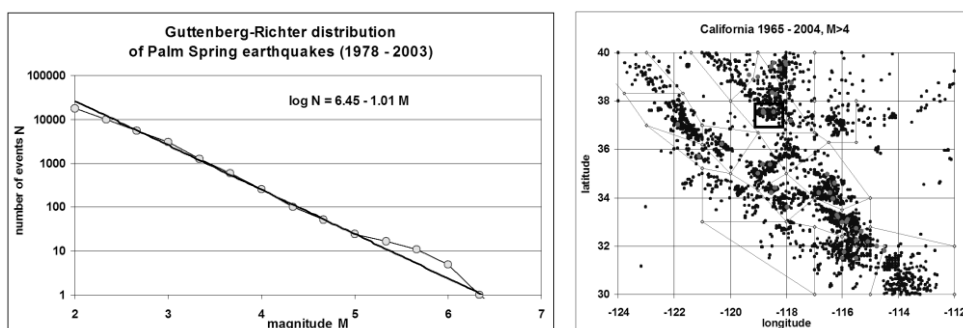 Guttenberg-Richter distribution
of Palm Spring earthquakes (1978 - 2003)
number of events N
100000
10000
1000
100
10
1
log N = 6.45 - 1.01 M
2 3 4 5 6 7
magnitude M
California 1965 - 2004, M>4
latitude
40
38
36
34
32
30
-124 -122 -120 -118 -116 -114 -112
longitude